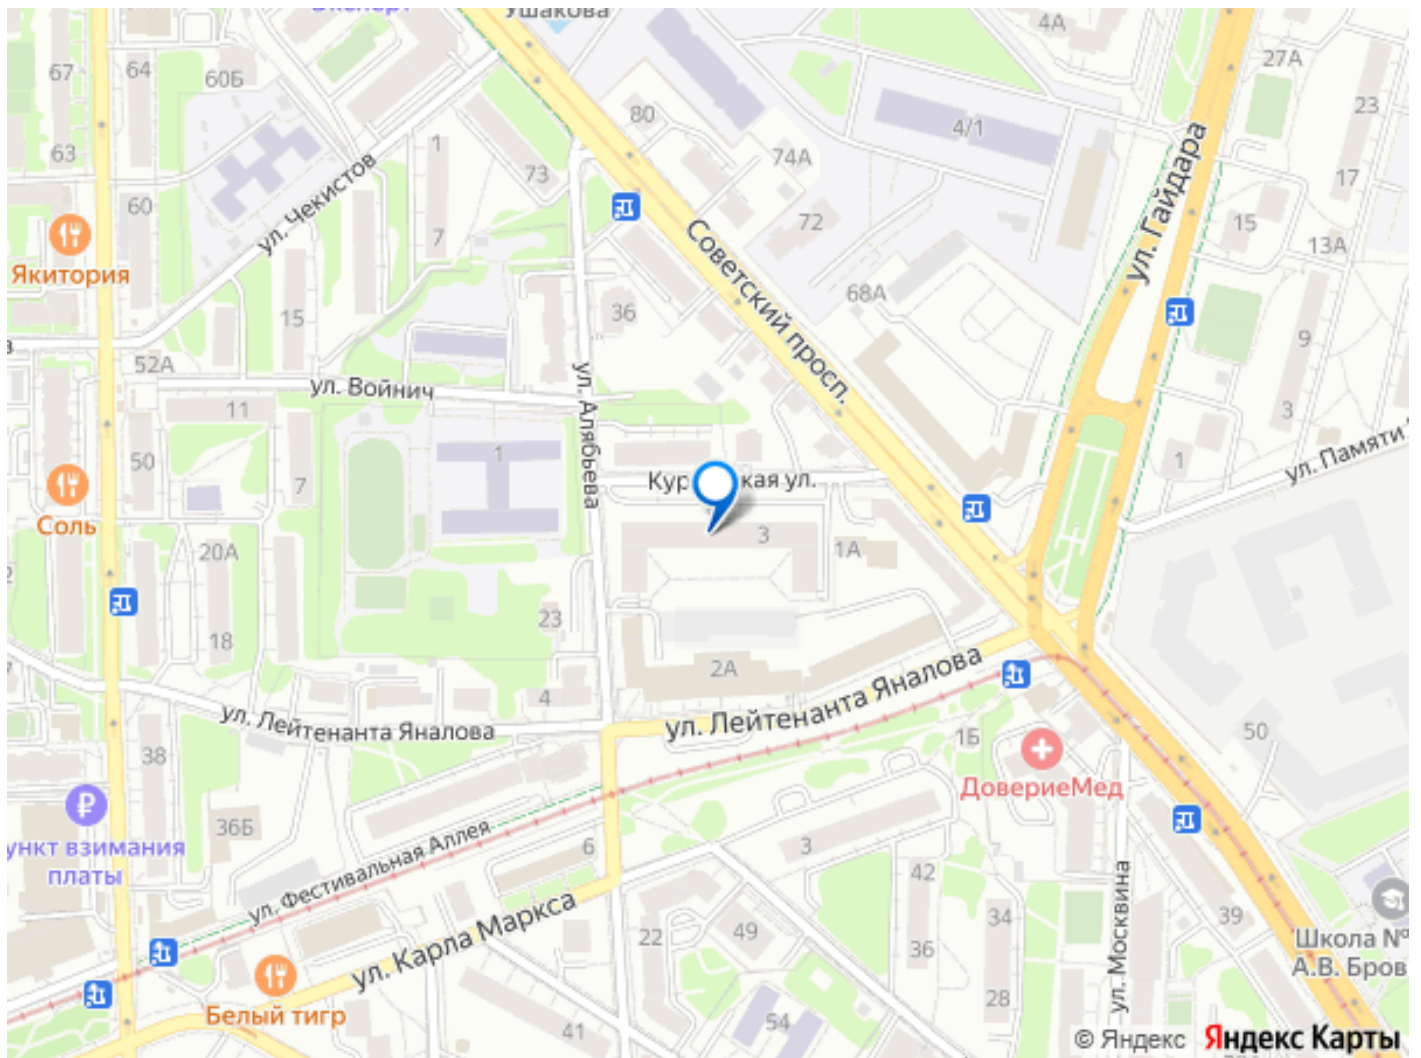 Эксперт
Ушакова
4А
27А
67
64
60Б
80
23
4/1
63
1
73
74А
ул. Чекистов
17
60
72
15
Якитория
7
Советский просп.
ул. Гайдара
13А
68А
15
36
9
52А
ул. Войнич
ул. Алябьева
11
3
50
1
1
ул. Памяти
7
Кур
кая ул.
Соль
20А
3
1А
18
23
2А
4
ул. Лейтенанта Яналова
ул. Лейтенанта Яналова
38
1Б
50
ДовериеМед
36Б
ункт взимания
платы
ул. Фестивальная Аллея
6
3
42
ул. Москвина
ул. Карла Маркса
22
49
34
39
36
Школа №
А.В. Бров
28
Белый тигр
41
54
© Яндекс
Яндекс Карты